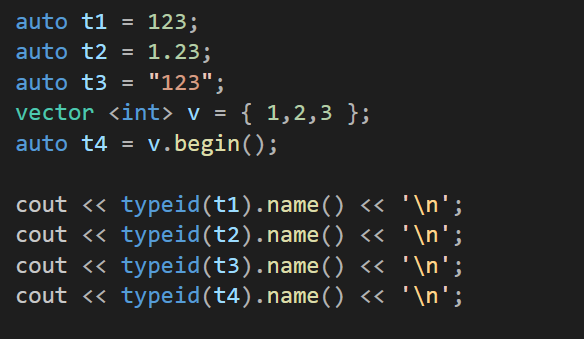 auto t1 = 123;
auto t2 = 1.23;
auto t3 = "123";
vector <int> v = { 1,2,3 };
auto t4 = v.begin();
cout << typeid(t1).name() << '\n';
cout << typeid(t2).name() << '\n';
cout << typeid(t3).name() << '\n';
cout << typeid(t4).name() << '\n';